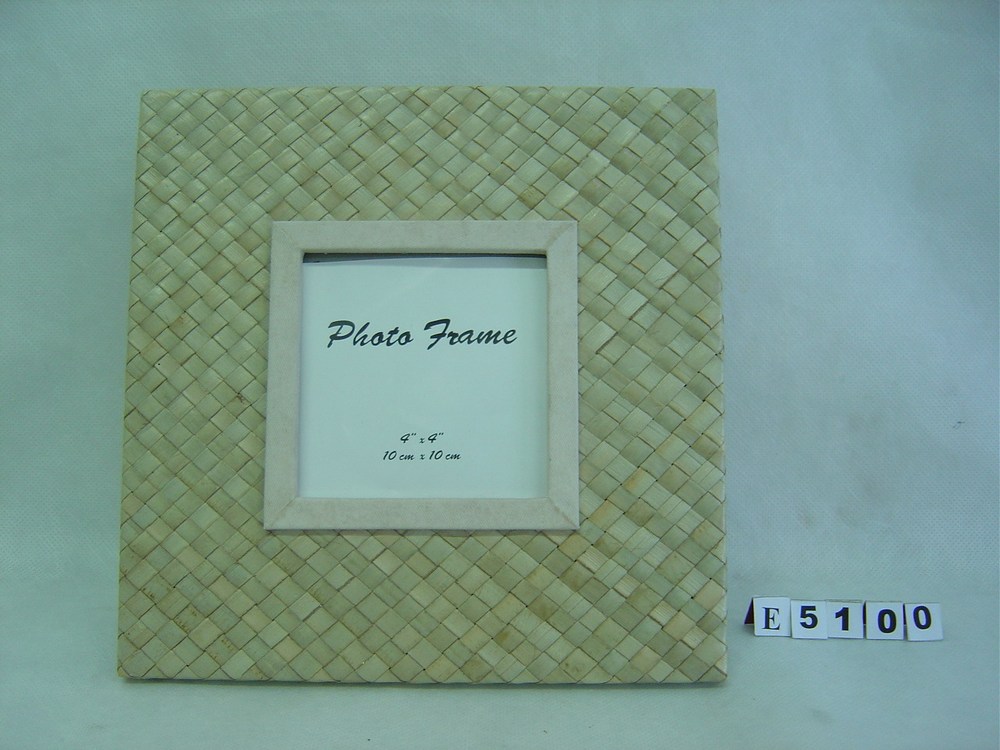 Photo Frame
4" x 4"
10 cm x 10 cm
E5100